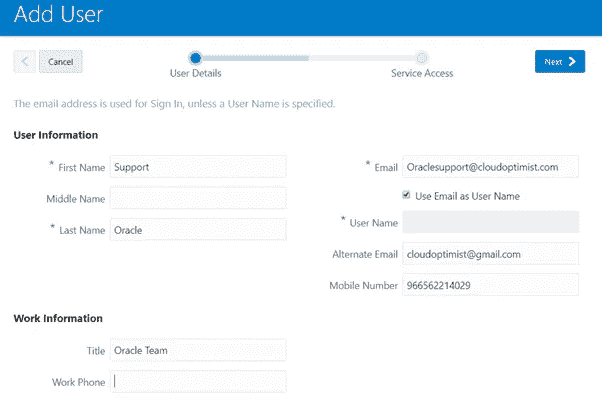 Add User
Cancel
User Details
Service Access
Next
The email address is used for Sign In, unless a User Name is specified.
User Information
* First Name Support
Middle Name
* Last Name Oracle
* Email Oraclesupport@cloudoptimist.com
Use Email as User Name
* User Name
Alternate Email cloudoptimist@gmail.com
Mobile Number 966562214029
Work Information
Title Oracle Team
Work Phone